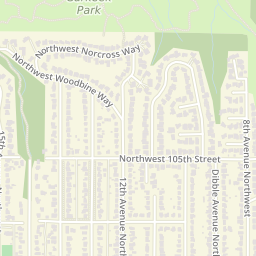 Park
Northwest Norcross Way
Northwest Woodbine Way
15th A
Northwest 105th Street
8th Avenue Northwest
12th Avenue North
Dibble Avenue North